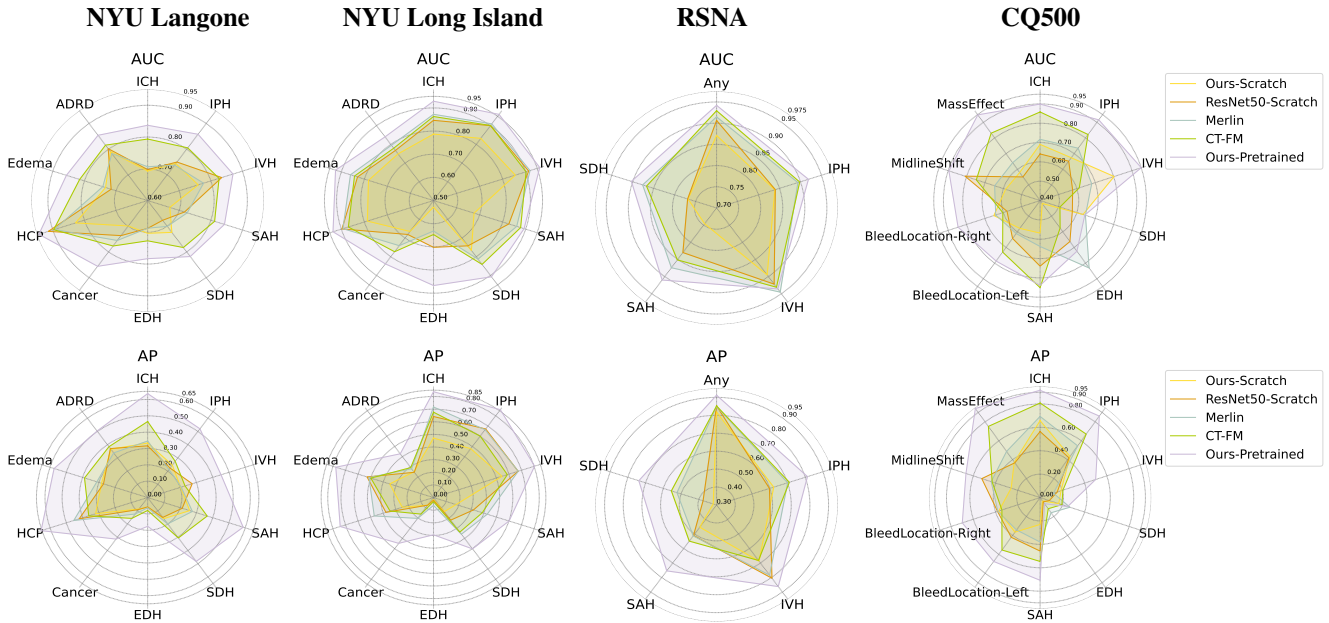 NYU Langone NYU Long Island RSNA CQ500
AUC
ICH
IPH
IVH
SAH
SDH
EDH
Cancer
HCP
Edema
ADRD
0.95
0.90
0.80
0.70
0.60
AUC
ICH
IPH
IVH
SAH
SDH
EDH
Cancer
HCP
Edema
ADRD
0.95
0.90
0.80
0.70
0.60
0.50
AUC
Any
IPH
IVH
SAH
SDH
0.975
0.95
0.90
0.85
0.80
0.75
0.70
AUC
ICH
IPH
IVH
SDH
EDH
SAH
BleedLocation-Left
BleedLocation-Right
MidlineShift
MassEffect
0.95
0.90
0.80
0.70
0.60
0.50
0.40
Ours-Scratch
ResNet50-Scratch
Merlin
CT-FM
Ours-Pretrained
AP
ICH
IPH
IVH
SAH
SDH
EDH
Cancer
HCP
Edema
ADRD
0.65
0.60
0.50
0.40
0.30
0.20
0.10
0.00
AP
ICH
IPH
IVH
SAH
SDH
EDH
Cancer
HCP
Edema
ADRD
0.85
0.80
0.70
0.60
0.50
0.40
0.30
0.20
0.10
0.00
AP
Any
IPH
IVH
SAH
SDH
0.95
0.90
0.80
0.70
0.60
0.50
0.40
0.30
AP
ICH
IPH
IVH
SDH
EDH
SAH
BleedLocation-Left
BleedLocation-Right
MidlineShift
MassEffect
0.95
0.80
0.60
0.40
0.20
0.00
Ours-Scratch
ResNet50-Scratch
Merlin
CT-FM
Ours-Pretrained